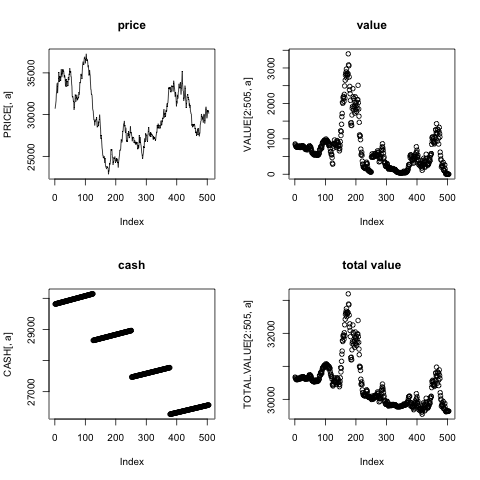 price
PRICE[, a]
35000
30000
25000
0 100 200 300 400 500
Index
value
VALUE[2:505, a]
3000
2000
1000
0
0 100 200 300 400 500
Index
cash
CASH[, a]
29000
27000
0 100 200 300 400 500
Index
total value
TOTAL.VALUE[2:505, a]
32000
30000
0 100 200 300 400 500
Index